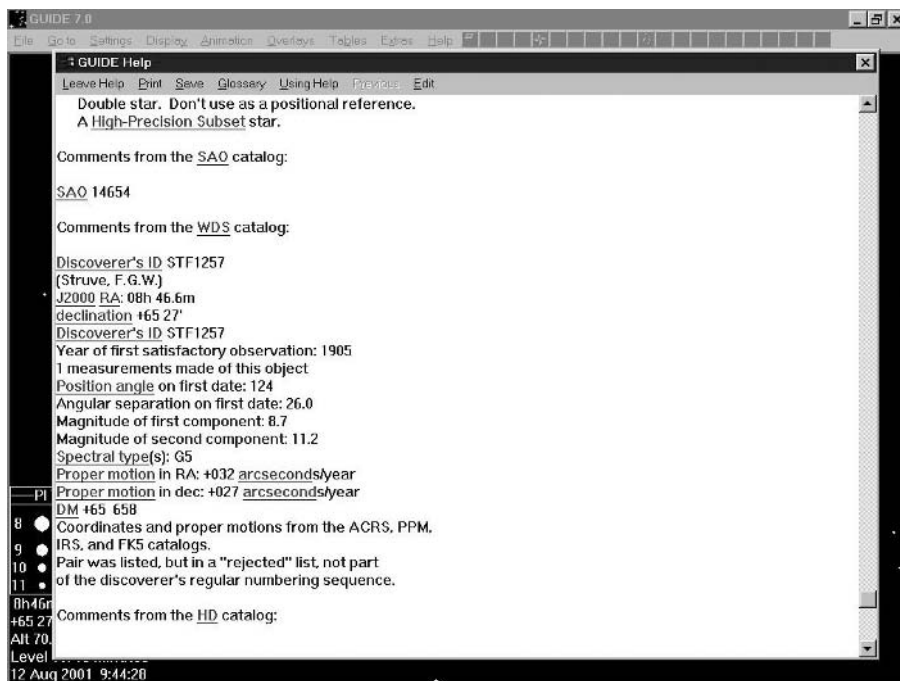 GUIDE 7.0
File Go to Settings Display Animation Overlays Tables Extras Help
GUIDE Help
Leave Help Print Save Glossary Using Help Previous Edit
Double star. Don't use as a positional reference.
A High-Precision Subset star.
Comments from the SAO catalog:
SAO 14654
Comments from the WDS catalog:
Discoverer's ID STF1257
(Struve, F.G.W.)
J2000 RA: 08h 46.6m
declination +65 27'
Discoverer's ID STF1257
Year of first satisfactory observation: 1905
1 measurements made of this object
Position angle on first date: 124
Angular separation on first date: 26.0
Magnitude of first component: 8.7
Magnitude of second component: 11.2
Spectral type(s): G5
Proper motion in RA: +032 arcseconds/year
Proper motion in dec: +027 arcseconds/year
DM +65 658
Coordinates and proper motions from the ACRS, PPM,
IRS, and FK5 catalogs.
Pair was listed, but in a "rejected" list, not part
of the discoverer's regular numbering sequence.
Comments from the HD catalog:
Pl
8
9
10
11
0h46m
+65 27
Alt 70.
Level
12 Aug 2001 9:44:28